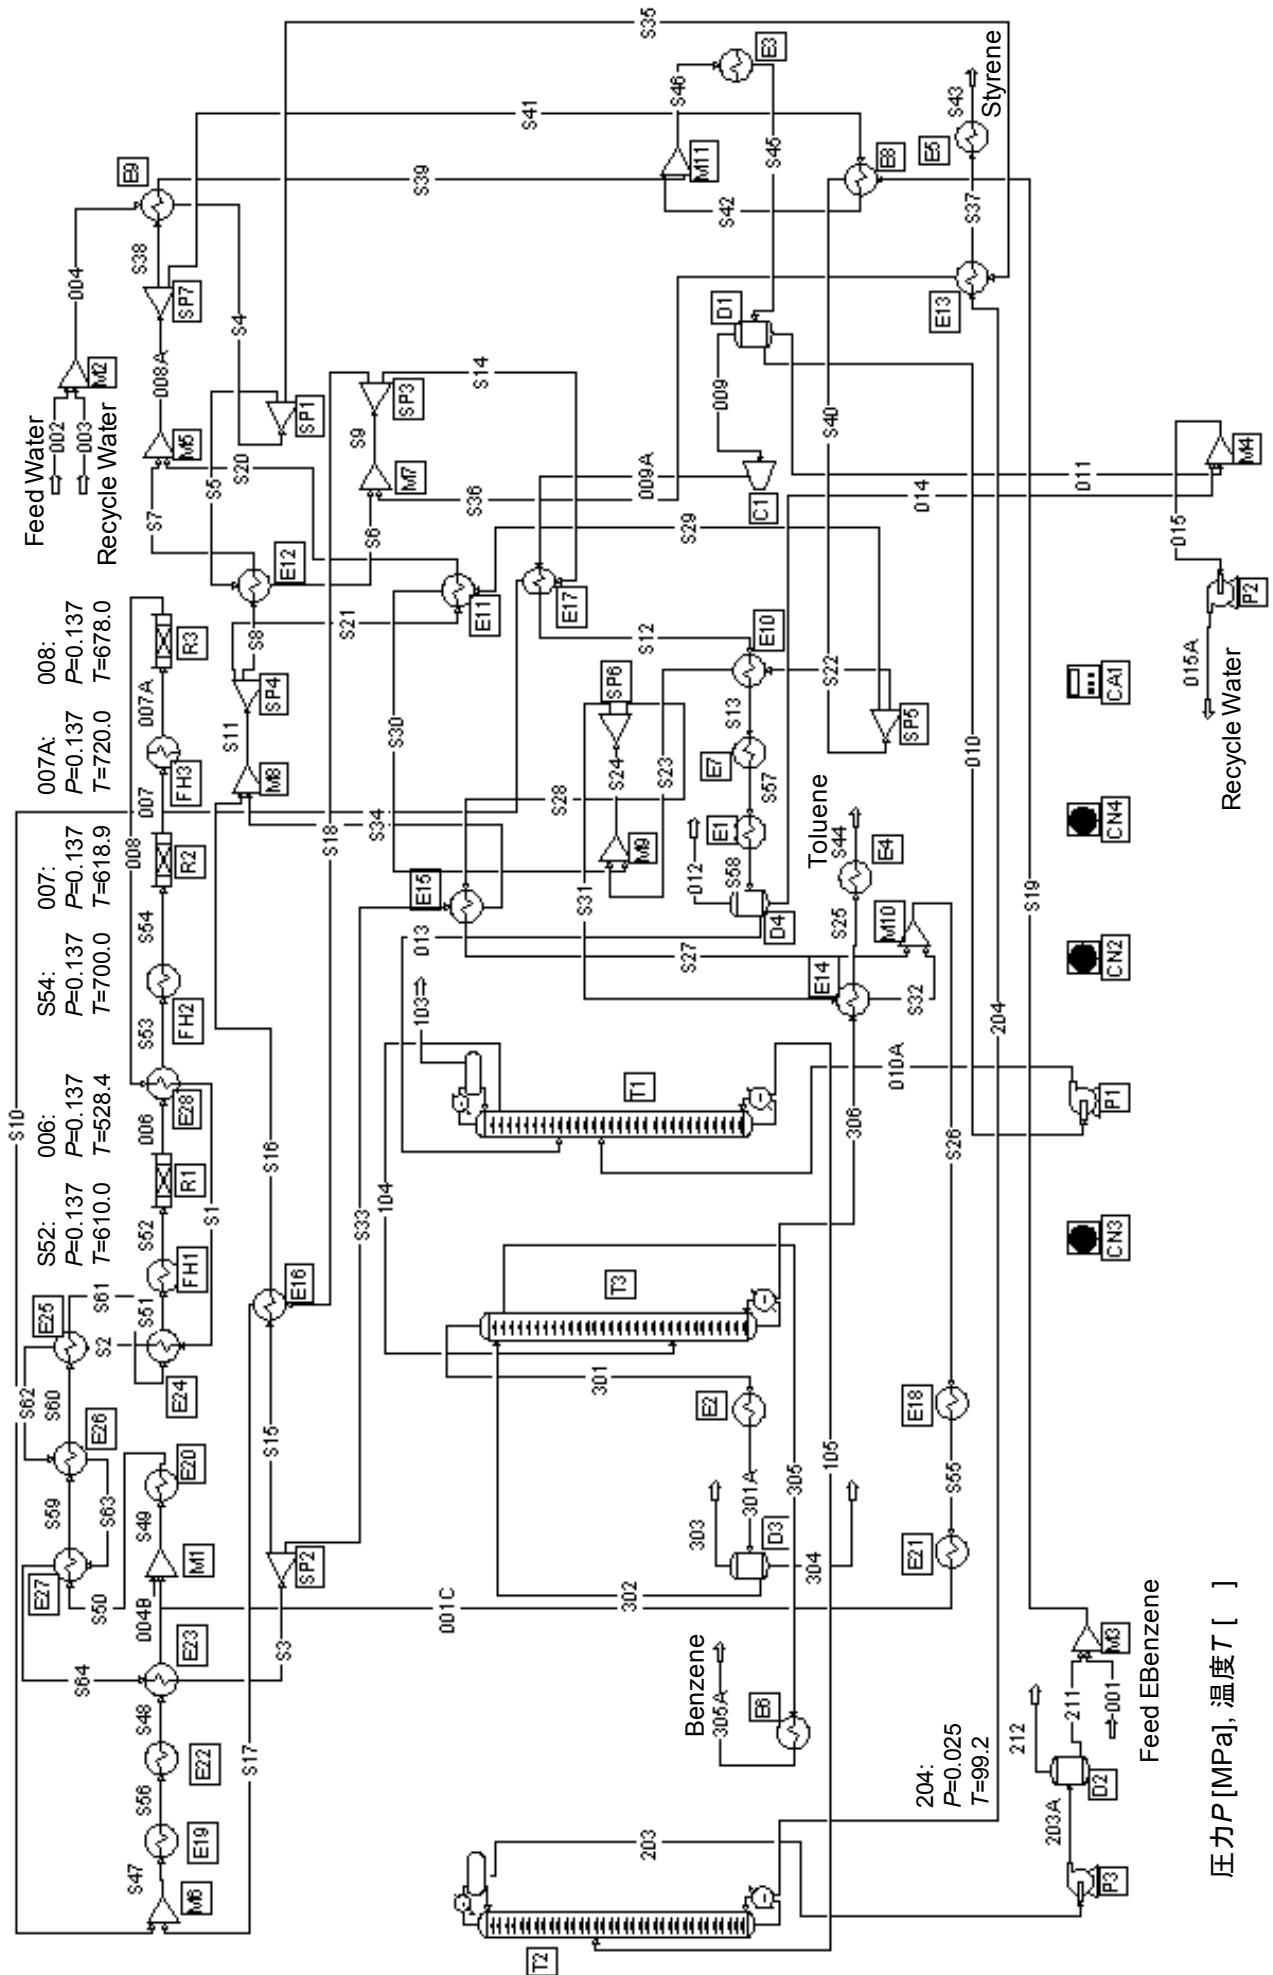 Feed Water
002
003
Recycle Water
M2
004
E9
S38
SP7
008A
M5
S4
S20
S5
S7
SP1
S35
S41
S39
S46
E3
M11
S45
S42
E8
E5
S43
Styrene
S37
E13
S40
D1
009
C1
009A
S14
SP3
S9
M7
S36
S6
E12
S8
S21
E11
E17
S29
S12
E10
S22
SP5
S13
E7
S57
E1
S58
D4
012
SP6
S24
S23
M9
S28
S31
S30
S34
S18
S11
SP4
M8
E15
013
S27
Toluene
S44
E4
S25
E14
M10
S32
S26
S19
204
010
011
014
M4
015
P2
015A
Recycle Water
CA1
CN4
CN2
CN3
S52:
P=0.137
T=610.0
006:
P=0.137
T=528.4
S54:
P=0.137
T=700.0
007:
P=0.137
T=618.9
007A:
P=0.137
T=720.0
008:
P=0.137
T=678.0
S10
008
R3
007A
FH3
007
R2
S54
FH2
S53
E28
006
R1
S1
S52
FH1
S51
S61
S2
E25
E24
S62
S60
E26
S59
S63
E27
E20
S49
M1
S50
004B
E23
S64
S48
E22
S56
E19
S47
M6
S17
S3
SP2
S15
E16
S16
S33
001C
103
T1
104
010A
P1
306
T3
301
E2
301A
305
105
303
D3
304
302
E18
S55
E21
Benzene
305A
E6
204:
P=0.025
T=99.2
203
T2
P3
203A
D2
212
211
001
M3
Feed EBenzene
圧力P [MPa], 温度T [ ]